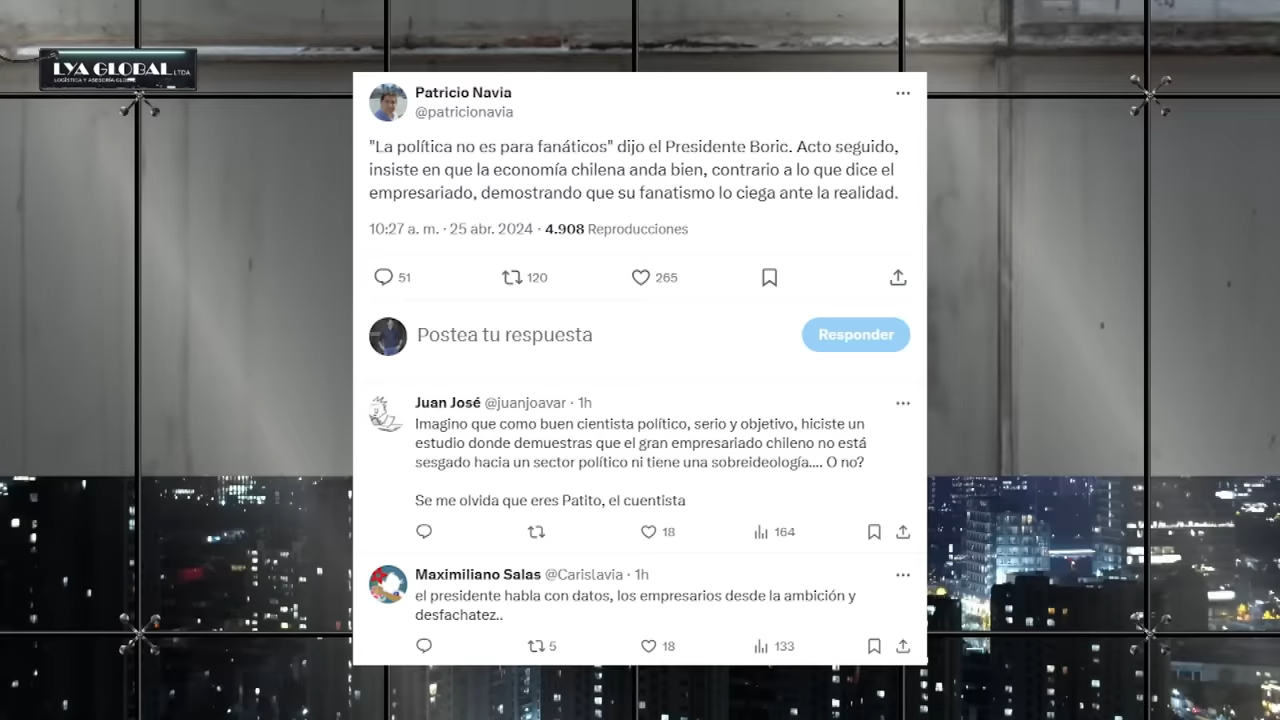 LYA GLOBAL LTDA
LOGÍSTICA Y ASESORÍA GLOBAL
Patricio Navia
@patricionavia
"La política no es para fanáticos" dijo el Presidente Boric. Acto seguido,
insiste en que la economía chilena anda bien, contrario a lo que dice el
empresariado, demostrando que su fanatismo lo ciega ante la realidad.
10:27 a. m. · 25 abr. 2024 · 4.908 Reproducciones
51 120 265
Postea tu respuesta Responder
Juan José @juanjoavar · 1h
Imagino que como buen cientista político, serio y objetivo, hiciste un
estudio donde demuestras que el gran empresariado chileno no está
sesgado hacia un sector político ni tiene una sobreideología.... O no?
Se me olvida que eres Patito, el cuentista
18 164
Maximiliano Salas @Carislavia · 1h
el presidente habla con datos, los empresarios desde la ambición y
desfachatez..
5 18 133